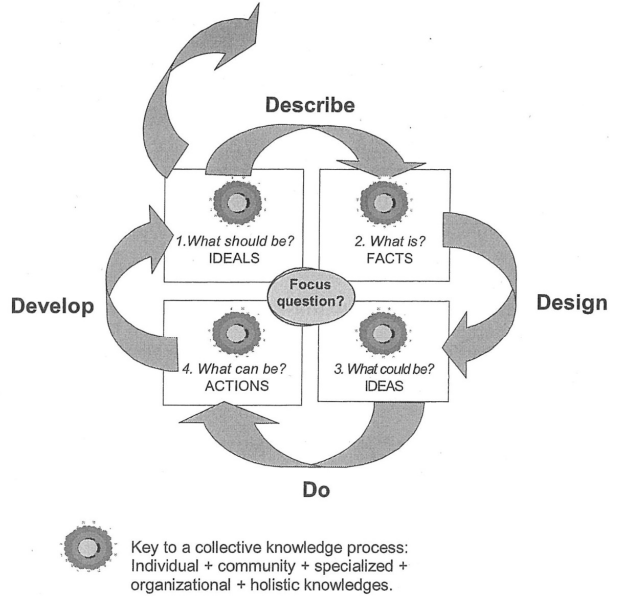 Describe
1.What should be?
IDEALS
2. What is?
FACTS
Focus
question?
Develop
Design
4. What can be?
ACTIONS
3. What could be?
IDEAS
Do
Key to a collective knowledge process:
Individual + community + specialized +
organizational + holistic knowledges.